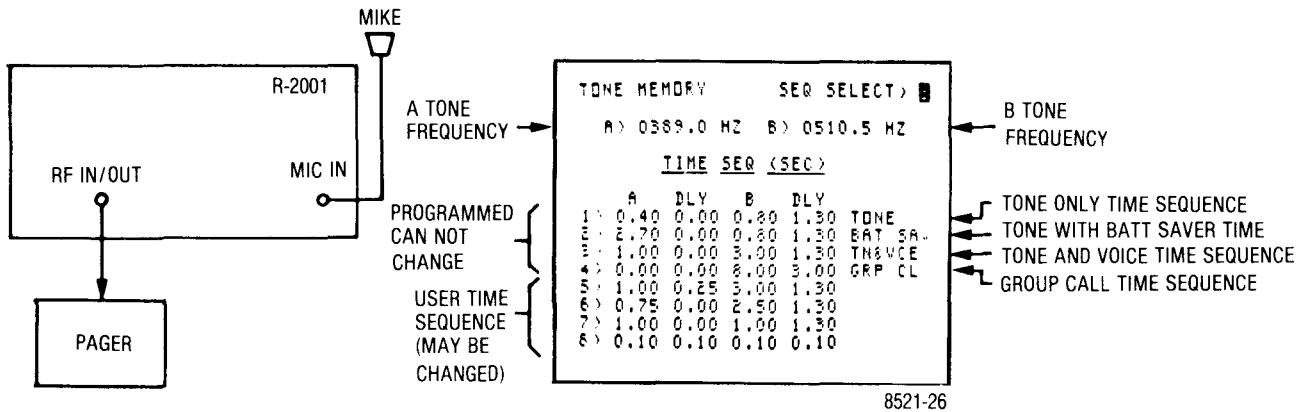 MIKE
R-2001
RF IN/OUT
MIC IN
PAGER
A TONE
FREQUENCY
PROGRAMMED
CAN NOT
CHANGE
USER TIME
SEQUENCE
(MAY BE
CHANGED)
TONE MEMORY SEQ SELECT>
A> 0389.0 HZ B> 0510.5 HZ
TIME SEQ (SEC)
A DLY B DLY
1> 0.40 0.00 0.80 1.30 TONE
2> 2.70 0.00 0.80 1.30 BAT SAV
3> 1.00 0.00 3.00 1.30 TN&VCE
4> 0.00 0.00 8.00 3.00 GRP CL
5> 1.00 0.25 3.00 1.30
6> 0.75 0.00 2.50 1.30
7> 1.00 0.00 1.00 1.30
8> 0.10 0.10 0.10 0.10
B TONE
FREQUENCY
TONE ONLY TIME SEQUENCE
TONE WITH BATT SAVER TIME
TONE AND VOICE TIME SEQUENCE
GROUP CALL TIME SEQUENCE
8521-26